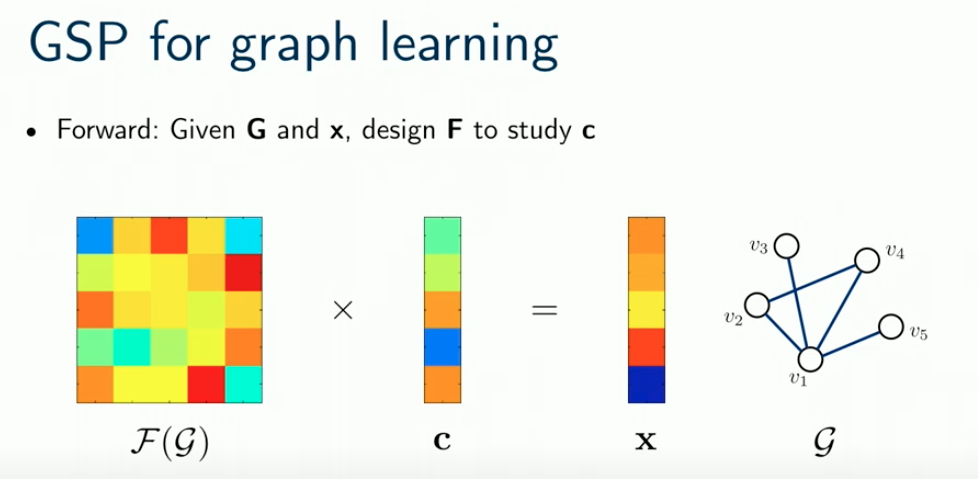 GSP for graph learning
• Forward: Given G and x, design F to study c
v3
v4
v2
v5
v1
× =
F(G) c x G